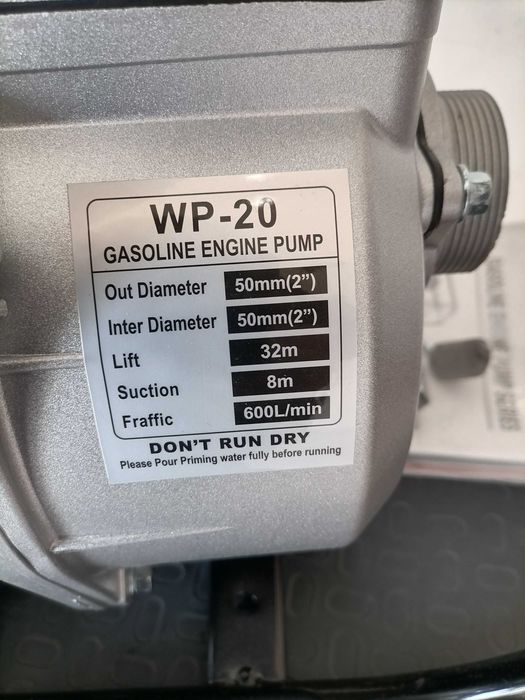 WP-20
GASOLINE ENGINE PUMP
Out Diameter 50mm(2”)
Inter Diameter 50mm(2”)
Lift 32m
Suction 8m
Fraffic 600L/min
DON'T RUN DRY
Please Pour Priming water fully before running